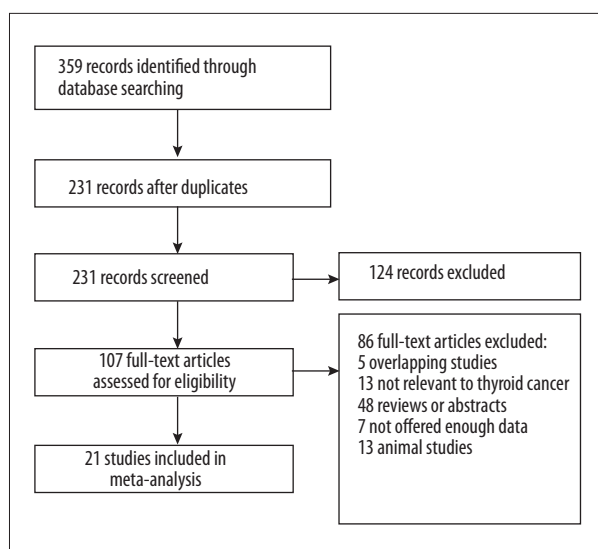 359 records identified through
database searching
231 records after duplicates
231 records screened
124 records excluded
107 full-text articles
assessed for eligibility
86 full-text articles excluded:
5 overlapping studies
13 not relevant to thyroid cancer
48 reviews or abstracts
7 not offered enough data
13 animal studies
21 studies included in
meta-analysis